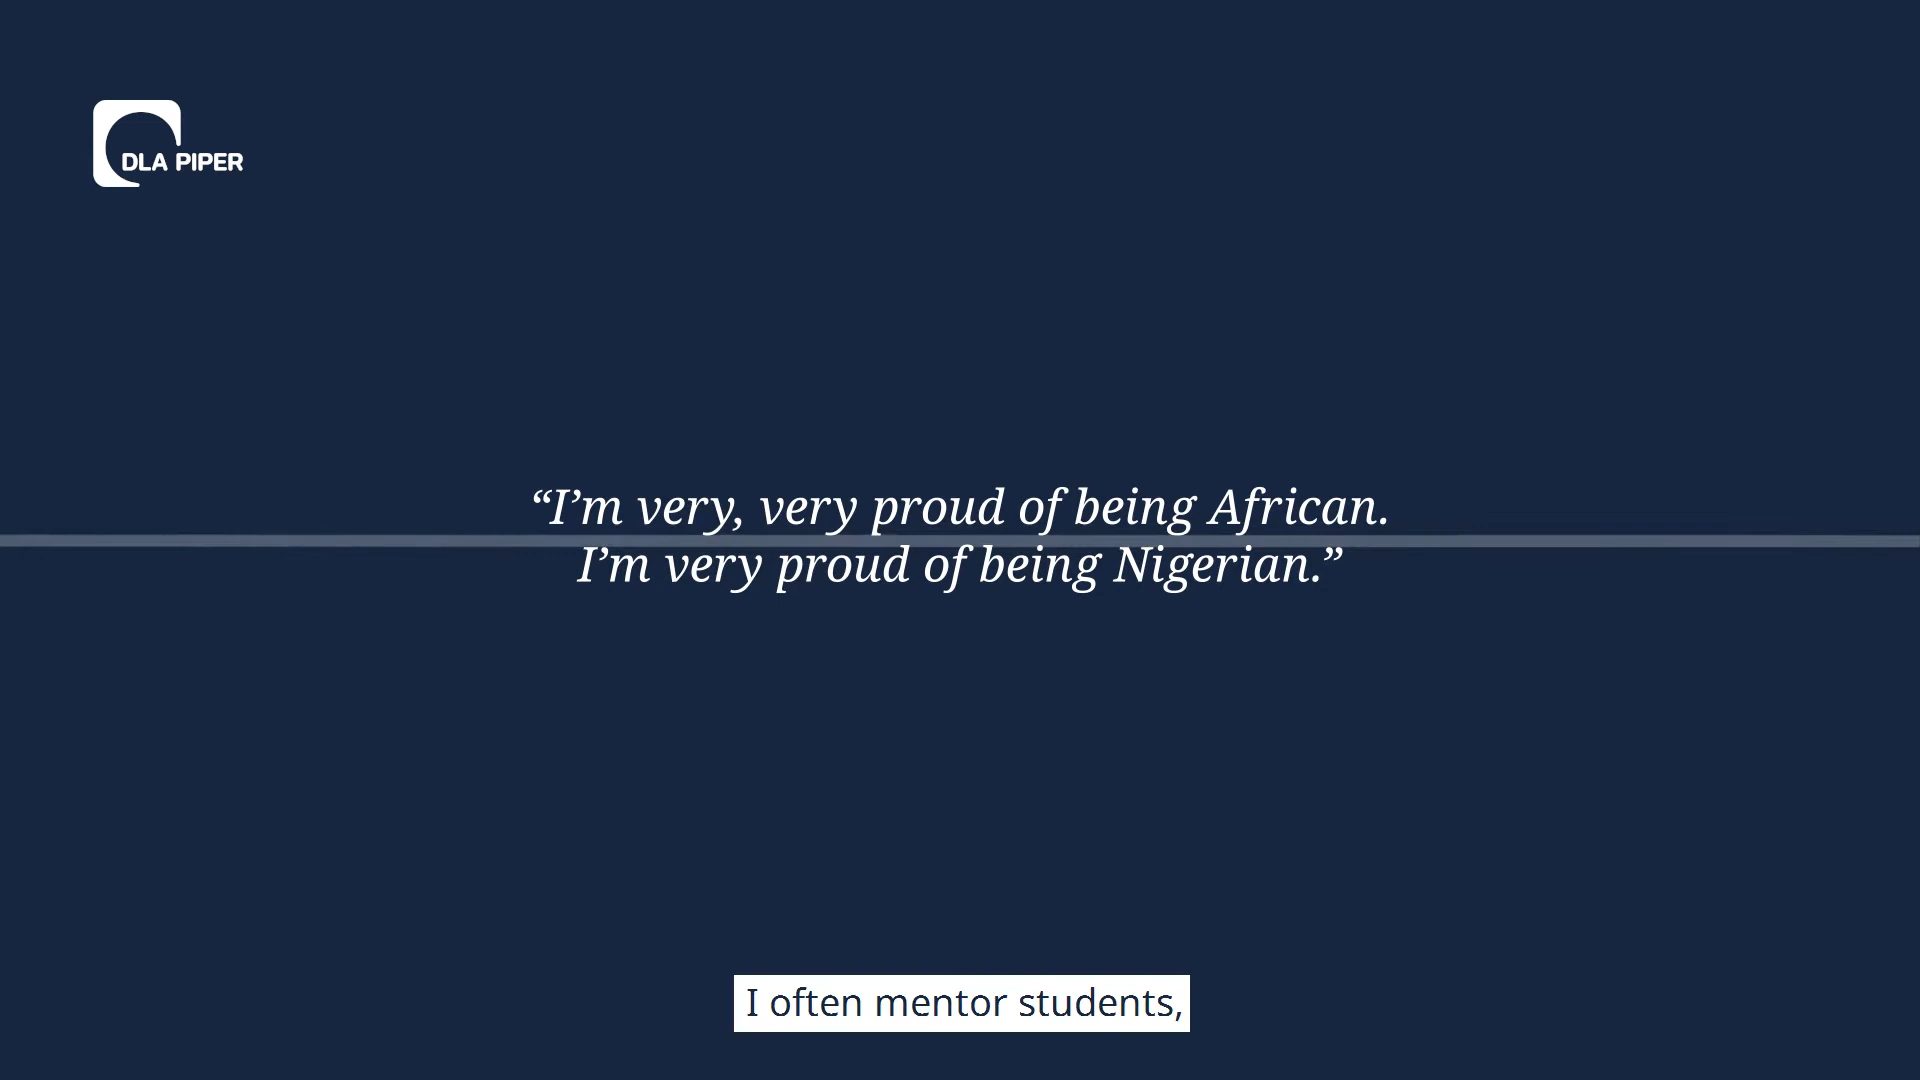 DLA PIPER
“I’m very, very proud of being African.
I’m very proud of being Nigerian.”
I often mentor students,